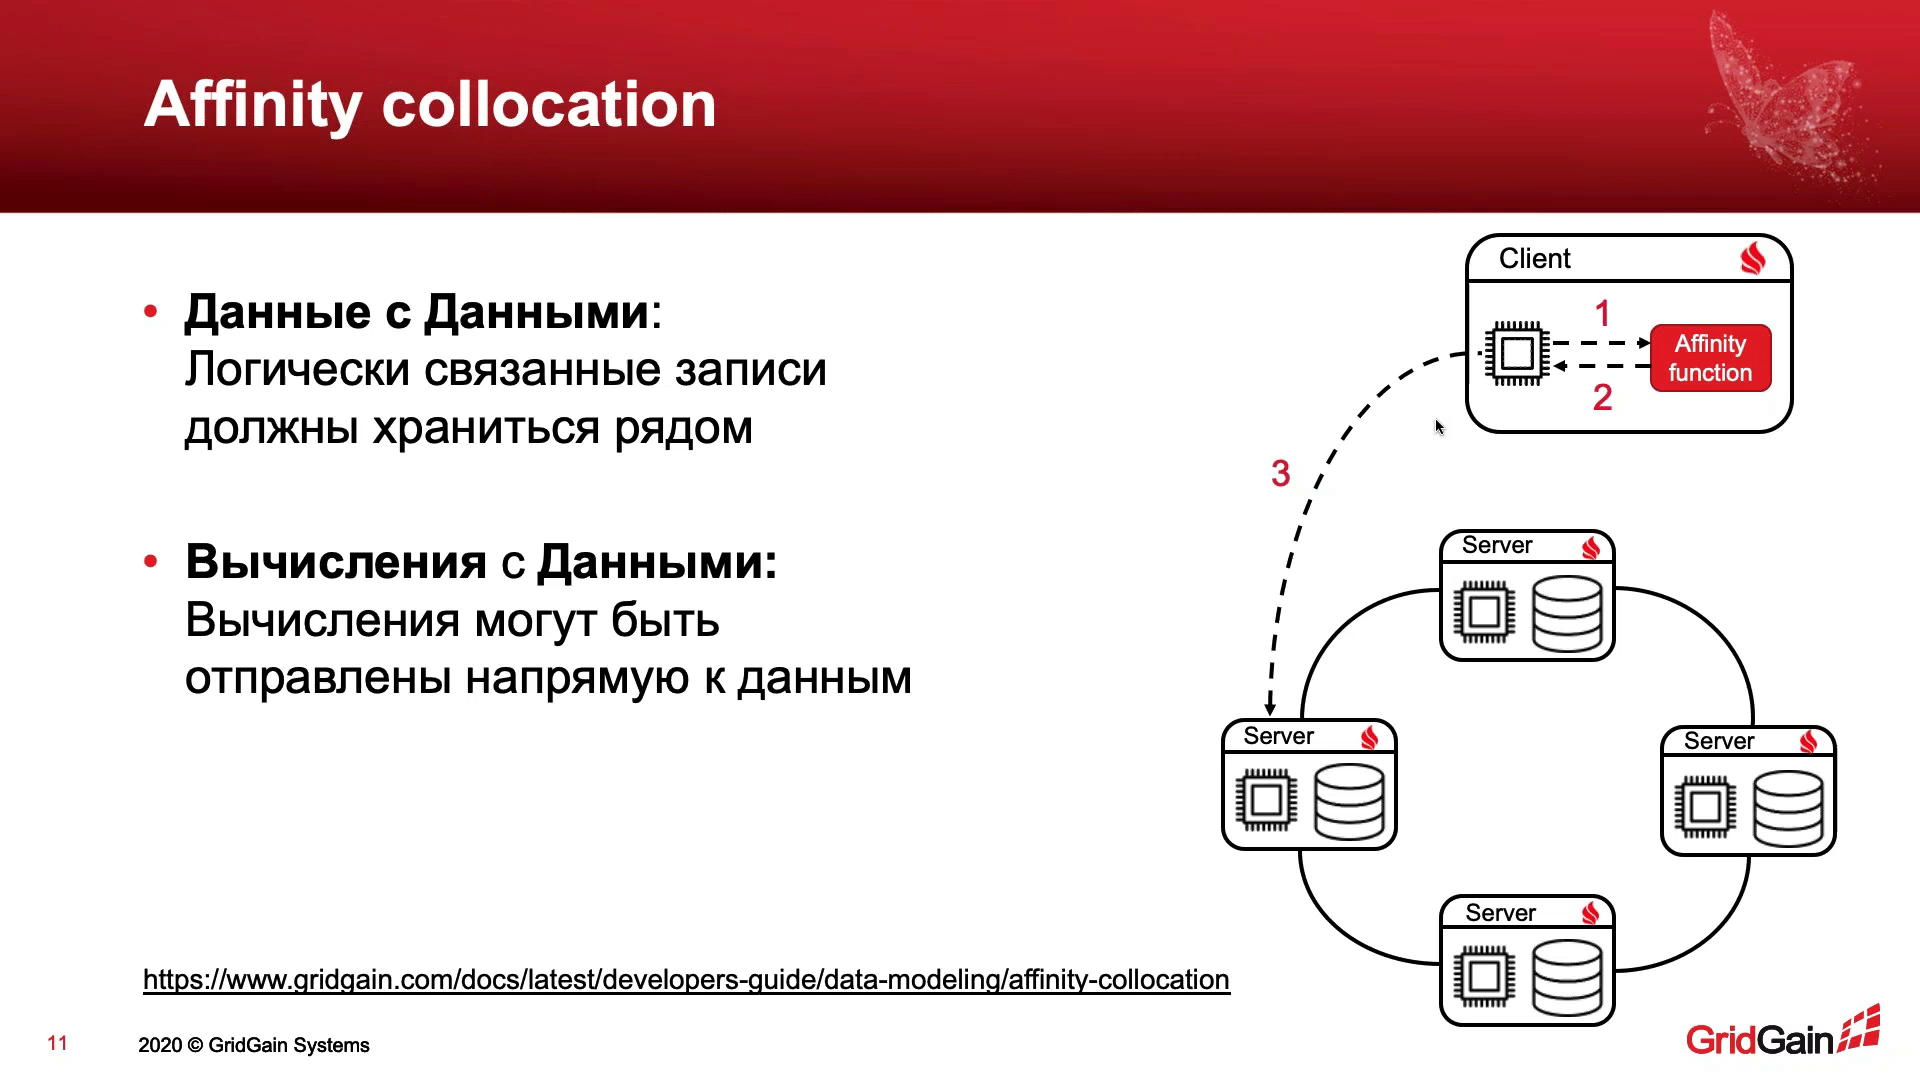 Affinity collocation
• Данные с Данными:
Логически связанные записи
должны храниться рядом
• Вычисления с Данными:
Вычисления могут быть
отправлены напрямую к данным
Client
1
Affinity
function
2
3
Server
Server
Server
Server
https://www.gridgain.com/docs/latest/developers-guide/data-modeling/affinity-collocation
11
2020 © GridGain Systems
GridGain